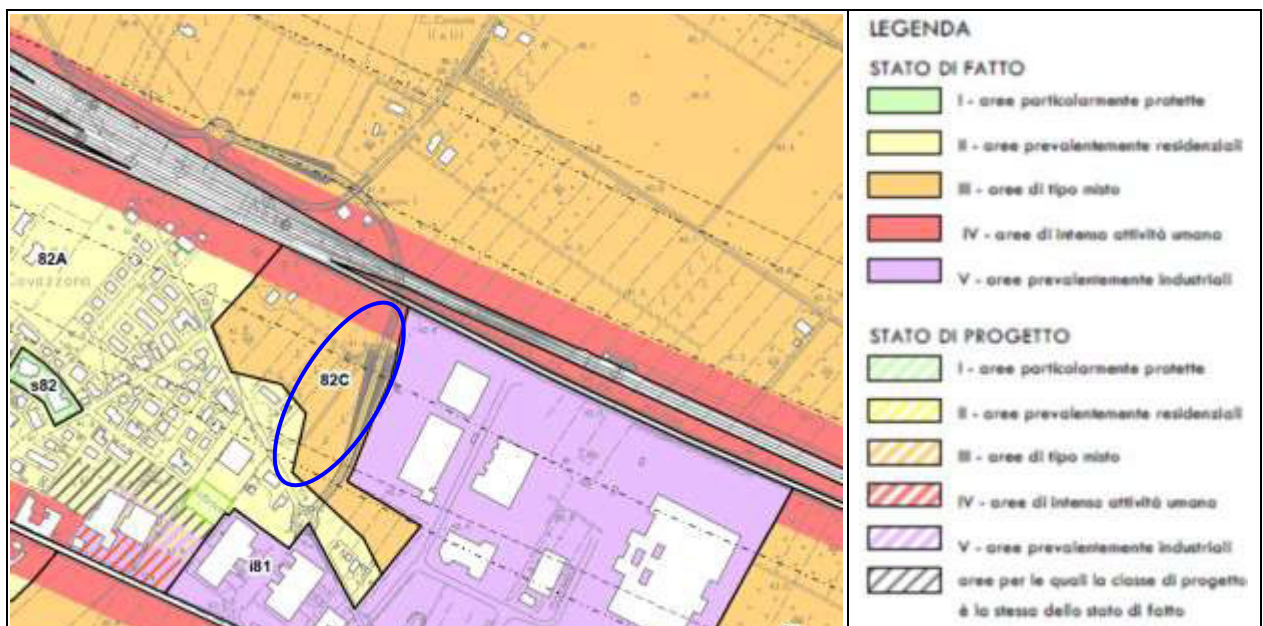 82A
s82
82C
i81
LEGENDA
STATO DI FATTO
I - aree particolarmente protette
II - aree prevalentemente residenziali
III - aree di tipo misto
IV - aree di intensa attività umana
V - aree prevalentemente industriali
STATO DI PROGETTO
I - aree particolarmente protette
II - aree prevalentemente residenziali
III - aree di tipo misto
IV - aree di intensa attività umana
V - aree prevalentemente industriali
aree per le quali la classe di progetto
è la stessa dello stato di fatto